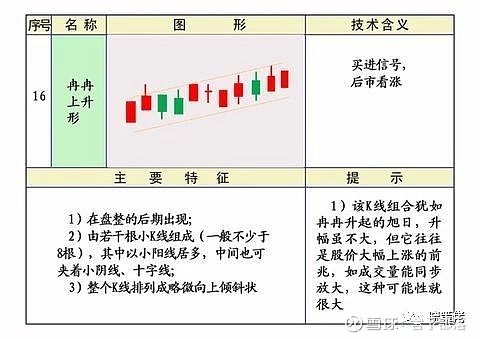 序号 名称 图形 技术含义
16
冉冉
上升
形
买进信号，
后市看涨
主要特征 提示
1）在盘整的后期出现；
2）由若干根小K线组成（一般不少于
8根），其中以小阳线居多，中间也可
夹着小阴线、十字线；
3）整个K线排列成略微向上倾斜状
1）该K线组合犹如
冉冉升起的旭日，升
幅虽不大，但它往往
是股价大幅上涨的前
兆，如成交量能同步
放大，这种可能性就
很大